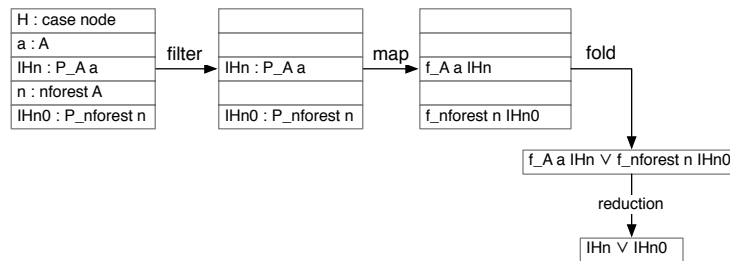 H : case node
a : A
IHn : P_A a
n : nforest A
IHn0 : P_nforest n
filter
IHn : P_A a
IHn0 : P_nforest n
map
f_A a IHn
f_nforest n IHn0
fold
f_A a IHn ∨ f_nforest n IHn0
reduction
IHn ∨ IHn0